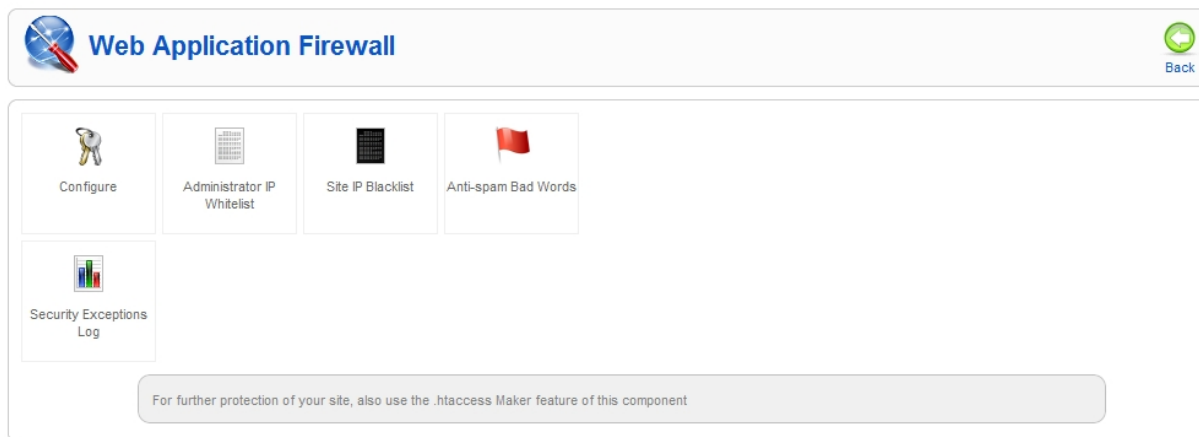 Web Application Firewall
Back
Configure
Administrator IP
Whitelist
Site IP Blacklist
Anti-spam Bad Words
Security Exceptions
Log
For further protection of your site, also use the .htaccess Maker feature of this component